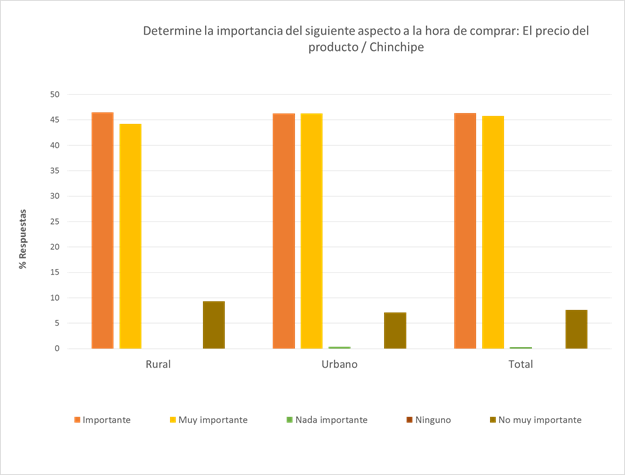 Determine la importancia del siguiente aspecto a la hora de comprar: El precio del
producto / Chinchipe
50
45
40
35
30
25
20
15
10
5
0
% Respuestas
Rural
Urbano
Total
Importante
Muy importante
Nada importante
Ninguno
No muy importante